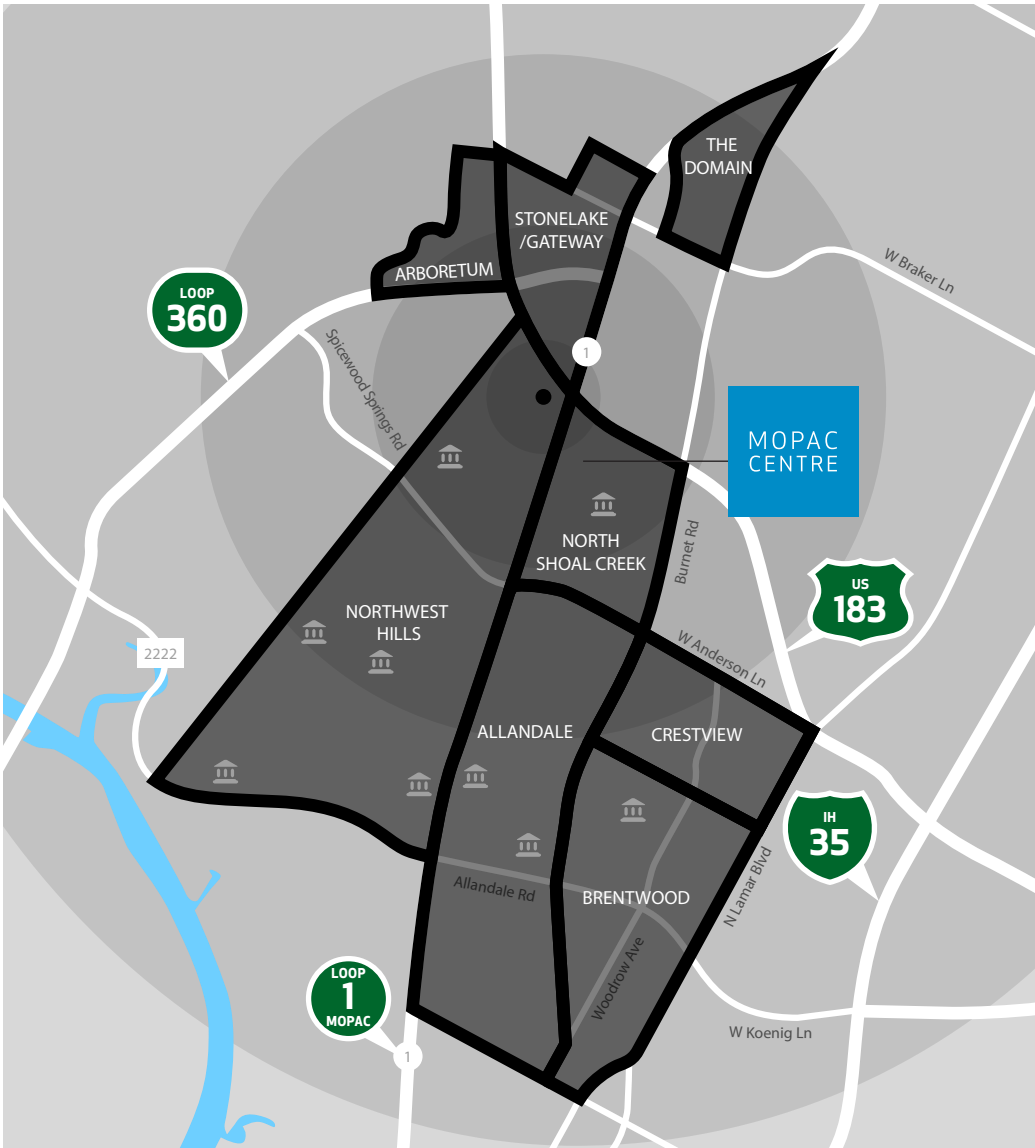 THE
DOMAIN
STONELAKE
/GATEWAY
ARBORETUM
W Braker Ln
LOOP
360
Spicewood Springs Rd
1
MOPAC
CENTRE
NORTH
SHOAL CREEK
Burnet Rd
US
183
NORTHWEST
HILLS
2222
W Anderson Ln
ALLANDALE
CRESTVIEW
IH
35
Allandale Rd
BRENTWOOD
N Lamar Blvd
Woodrow Ave
LOOP
1
MOPAC
W Koenig Ln
1